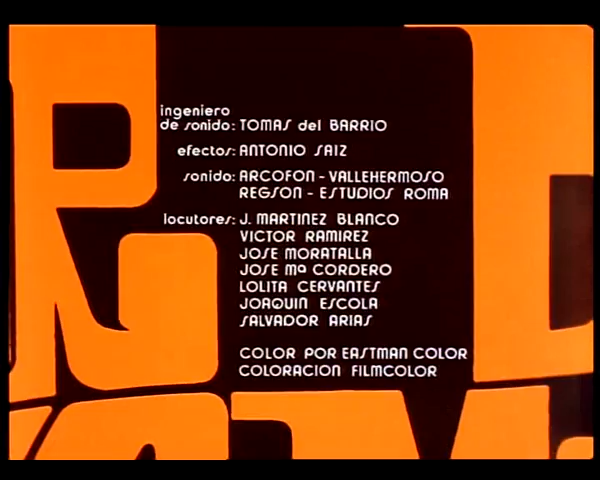 ingeniero
de sonido: TOMAS del BARRIO
efectos: ANTONIO SAIZ
sonido: ARCOFON - VALLEHERMOSO
REGSON - ESTUDIOS ROMA
locutores: J. MARTINEZ BLANCO
VICTOR RAMIREZ
JOSE MORATALLA
JOSE Mª CORDERO
LOLITA CERVANTES
JOAQUIN ESCOLA
SALVADOR ARIAS
COLOR POR EASTMAN COLOR
COLORACION FILMCOLOR